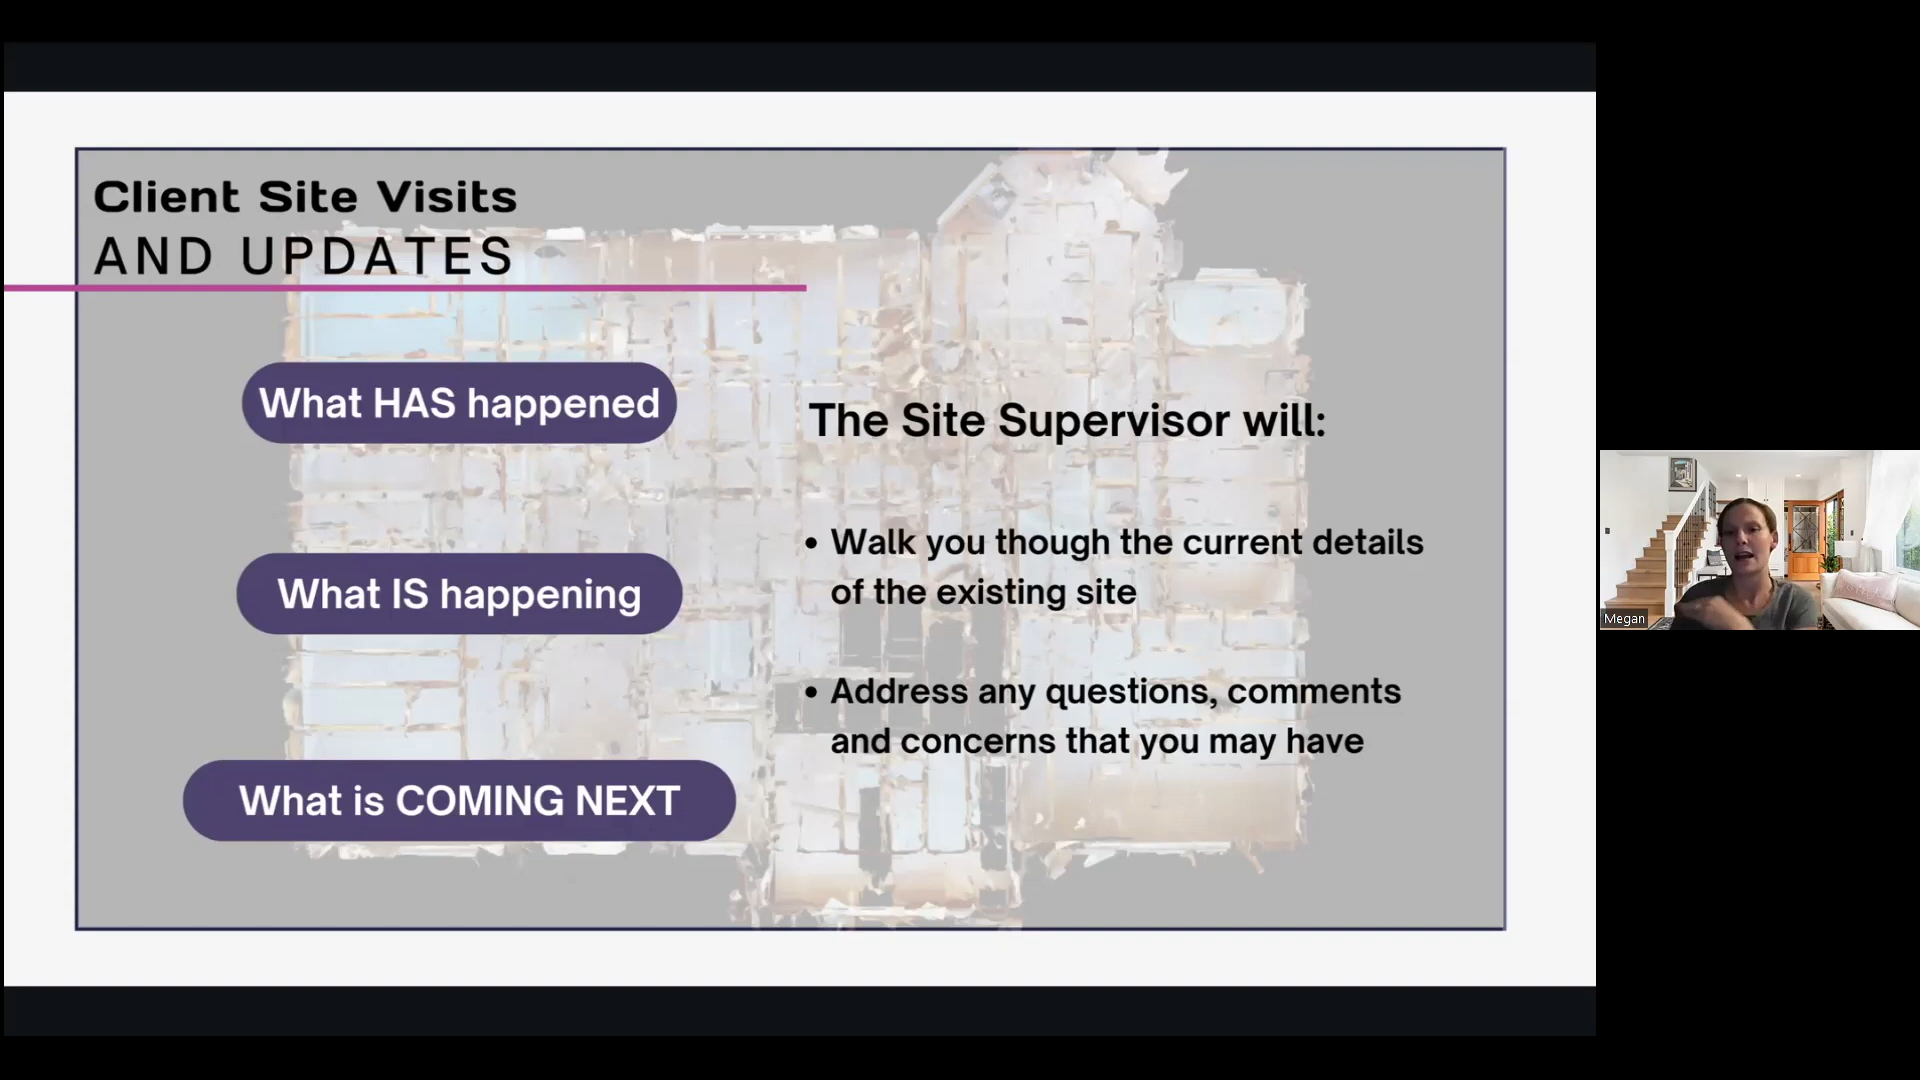 Client Site Visits
AND UPDATES
What HAS happened
What IS happening
What is COMING NEXT
The Site Supervisor will:
• Walk you though the current details
of the existing site
• Address any questions, comments
and concerns that you may have
Megan